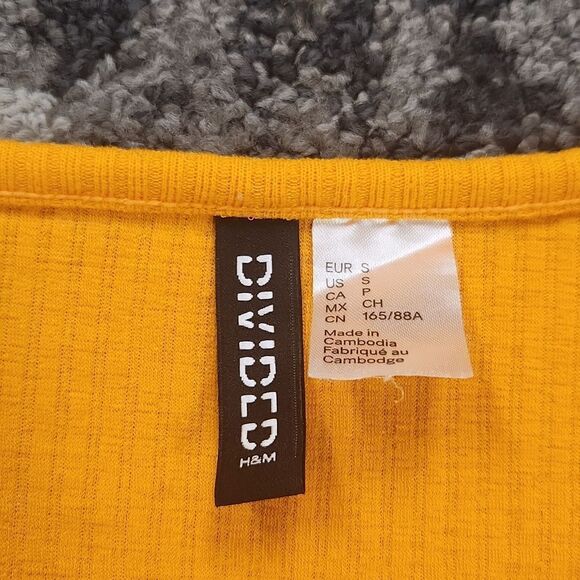 DIVIDED
H&M
EUR S
US S
CA P
MX CH
CN 165/88A
Made in
Cambodia
Fabriqué au
Cambodge